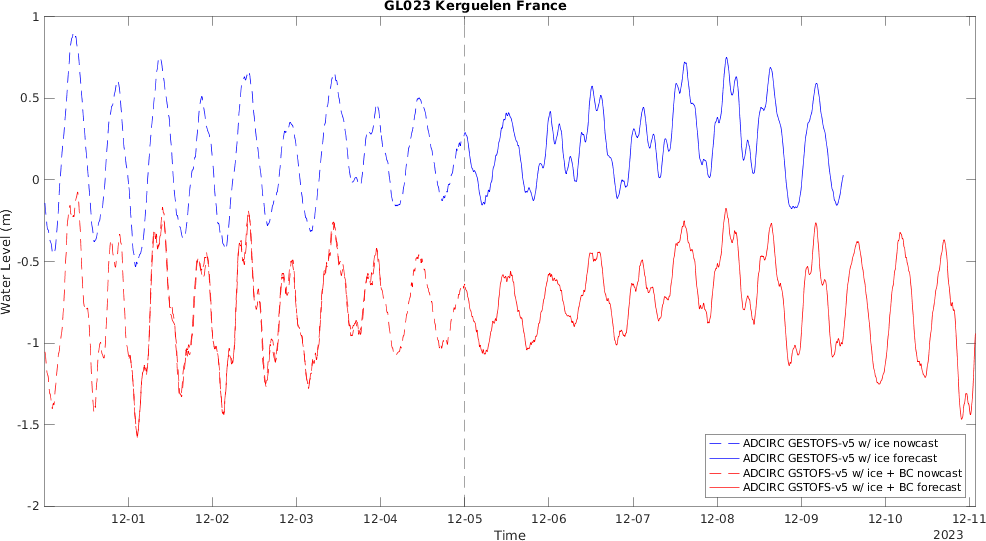 GL023 Kerguelen France
1
0.5
0
-0.5
-1
-1.5
-2
Water Level (m)
12-01 12-02 12-03 12-04 12-05 12-06 12-07 12-08 12-09 12-10 12-11
Time
2023
ADCIRC GESTOFS-v5 w/ ice nowcast
ADCIRC GESTOFS-v5 w/ ice forecast
ADCIRC GSTOFS-v5 w/ ice + BC nowcast
ADCIRC GSTOFS-v5 w/ ice + BC forecast